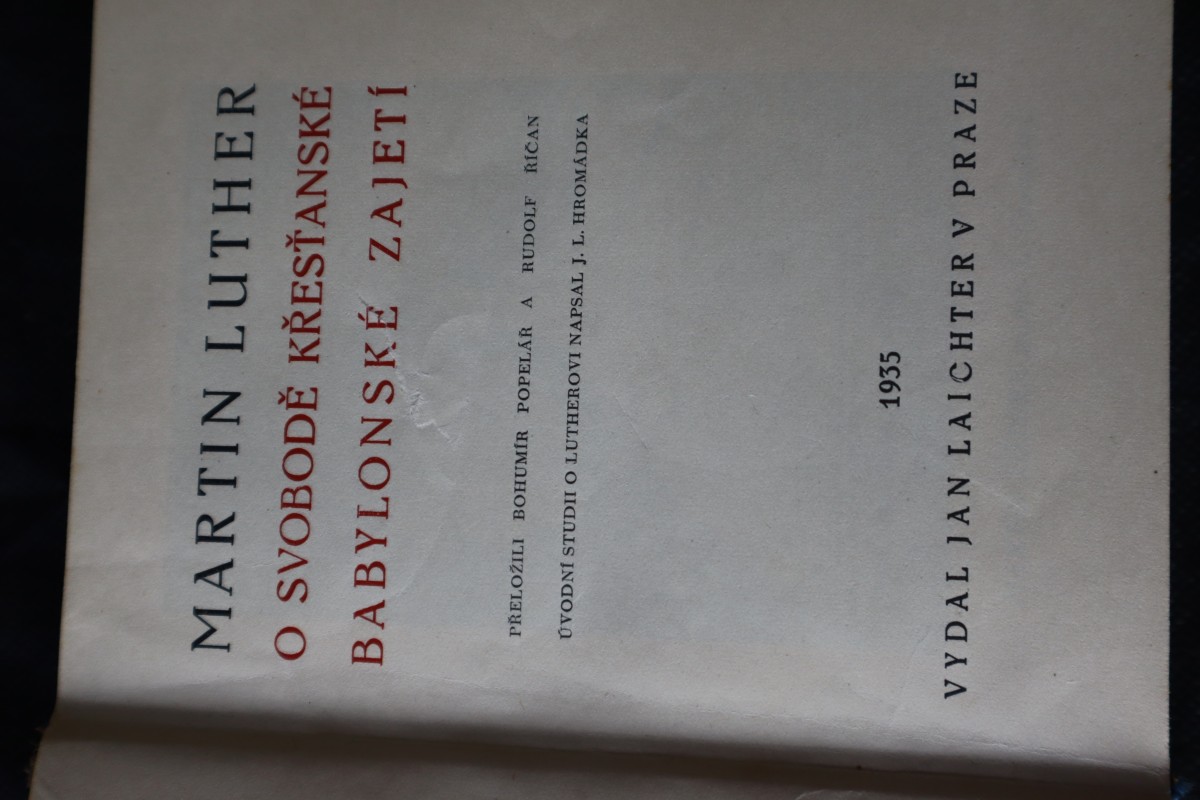 MARTIN LUTHER
O SVOBODĚ KŘESŤANSKÉ
BABYLONSKÉ ZAJETÍ
PŘELOŽILI BOHUMÍR POPELÁŘ A RUDOLF ŘÍČAN
ÚVODNÍ STUDII O LUTHEROVI NAPSAL J. L. HROMÁDKA
1935
VYDAL JAN LAICHTER V PRAZE